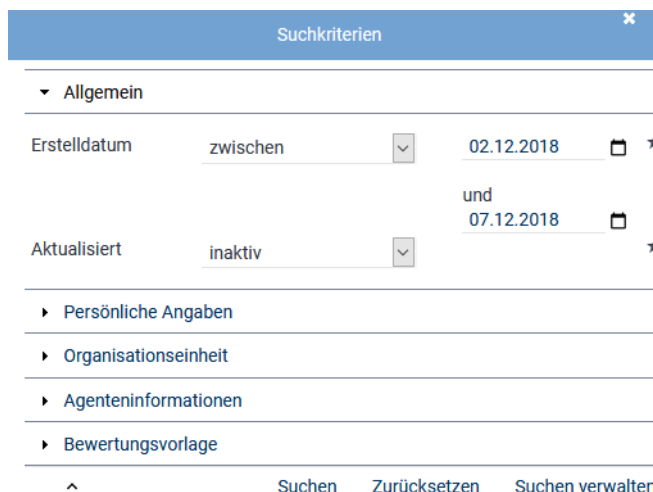 Suchkriterien
Allgemein
Erstelldatum zwischen 02.12.2018
und
07.12.2018
Aktualisiert inaktiv
Persönliche Angaben
Organisationseinheit
Agenteninformationen
Bewertungsvorlage
Suchen Zurücksetzen Suchen verwalten